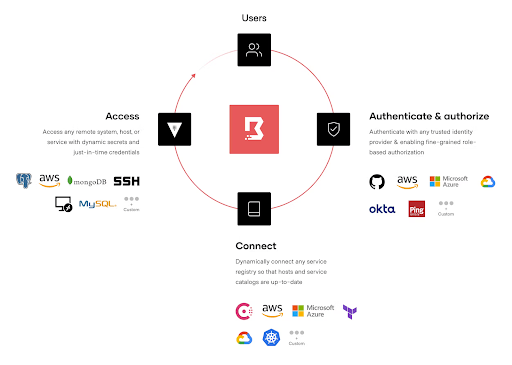 Users
Access
Access any remote system, host, or
service with dynamic secrets and
just-in-time credentials
aws
mongoDB
SSH
MySQL
+
Custom
Authenticate & authorize
Authenticate with any trusted identity
provider & enabling fine-grained role-
based authorization
aws
Microsoft
Azure
okta
Ping
+
Custom
Connect
Dynamically connect any service
registry so that hosts and service
catalogs are up-to-date
aws
Microsoft
Azure
+
Custom